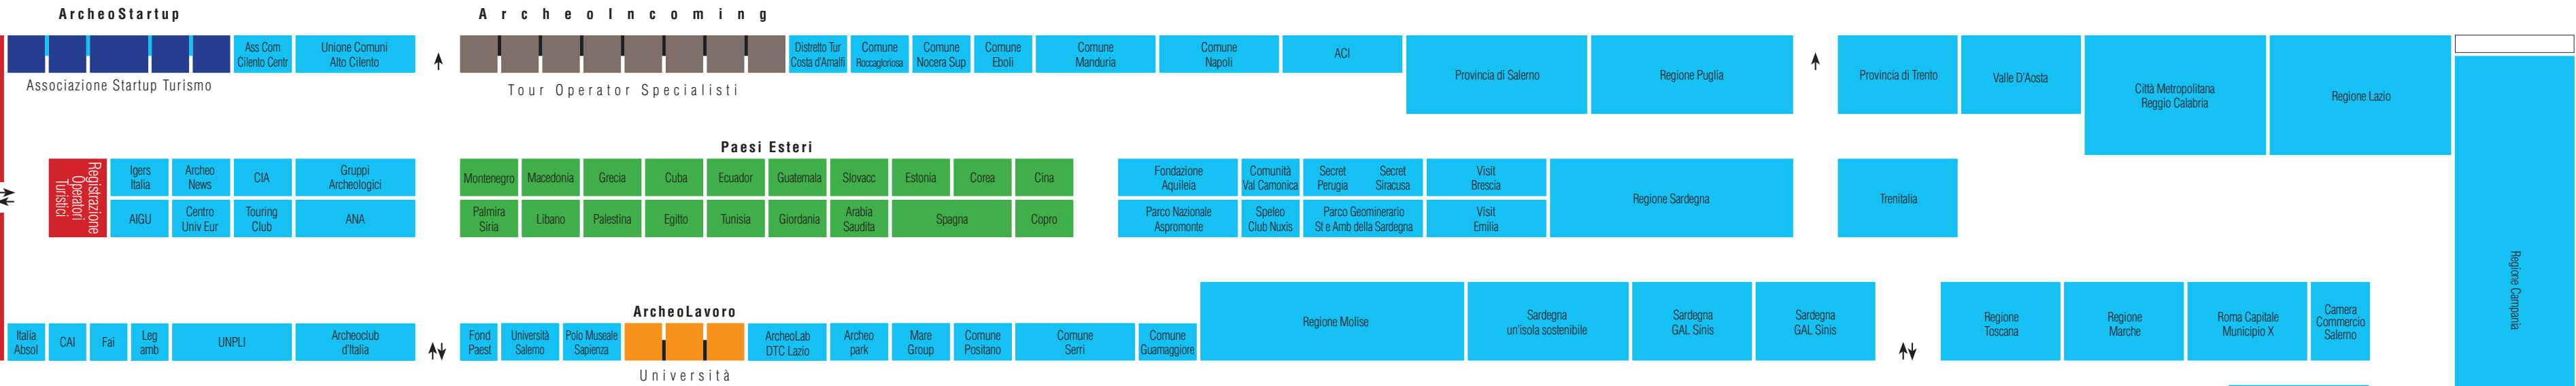 ArcheoStartup
ArcheoIncoming
Ass Com
Cilento Centr
Unione Comuni
Alto Cilento
Distretto Tur
Costa d'Amalfi
Comune
Roccagloriosa
Comune
Nocera Sup
Comune
Eboli
Comune
Manduria
Comune
Napoli
ACI
Provincia di Salerno
Regione Puglia
Provincia di Trento
Valle D'Aosta
Città Metropolitana
Reggio Calabria
Regione Lazio
Associazione Startup Turismo
Tour Operator Specialisti
Paesi Esteri
Registrazione
Operatori
Turistici
Igers
Italia
Archeo
News
CIA
Gruppi
Archeologici
Montenegro
Macedonia
Grecia
Cuba
Ecuador
Guatemala
Slovacc
Estonia
Corea
Cina
Fondazione
Aquileia
Comunità
Val Camonica
Secret
Perugia
Secret
Siracusa
Visit
Brescia
Regione Sardegna
Trenitalia
AIGU
Centro
Univ Eur
Touring
Club
ANA
Palmira
Siria
Libano
Palestina
Egitto
Tunisia
Giordania
Arabia
Saudita
Spagna
Copro
Parco Nazionale
Aspromonte
Speleo
Club Nuxis
Parco Geominerario
St e Amb della Sardegna
Visit
Emilia
Regione Campania
ArcheoLavoro
Italia
Absol
CAI
Fai
Leg
amb
UNPLI
Archeoclub
d'Italia
Fond
Paest
Università
Salerno
Polo Museale
Sapienza
ArcheoLab
DTC Lazio
Archeo
park
Mare
Group
Comune
Positano
Comune
Serri
Comune
Guamaggiore
Regione Molise
Sardegna
un'isola sostenibile
Sardegna
GAL Sinis
Sardegna
GAL Sinis
Regione
Toscana
Regione
Marche
Roma Capitale
Municipio X
Camera
Commercio
Salerno
Università